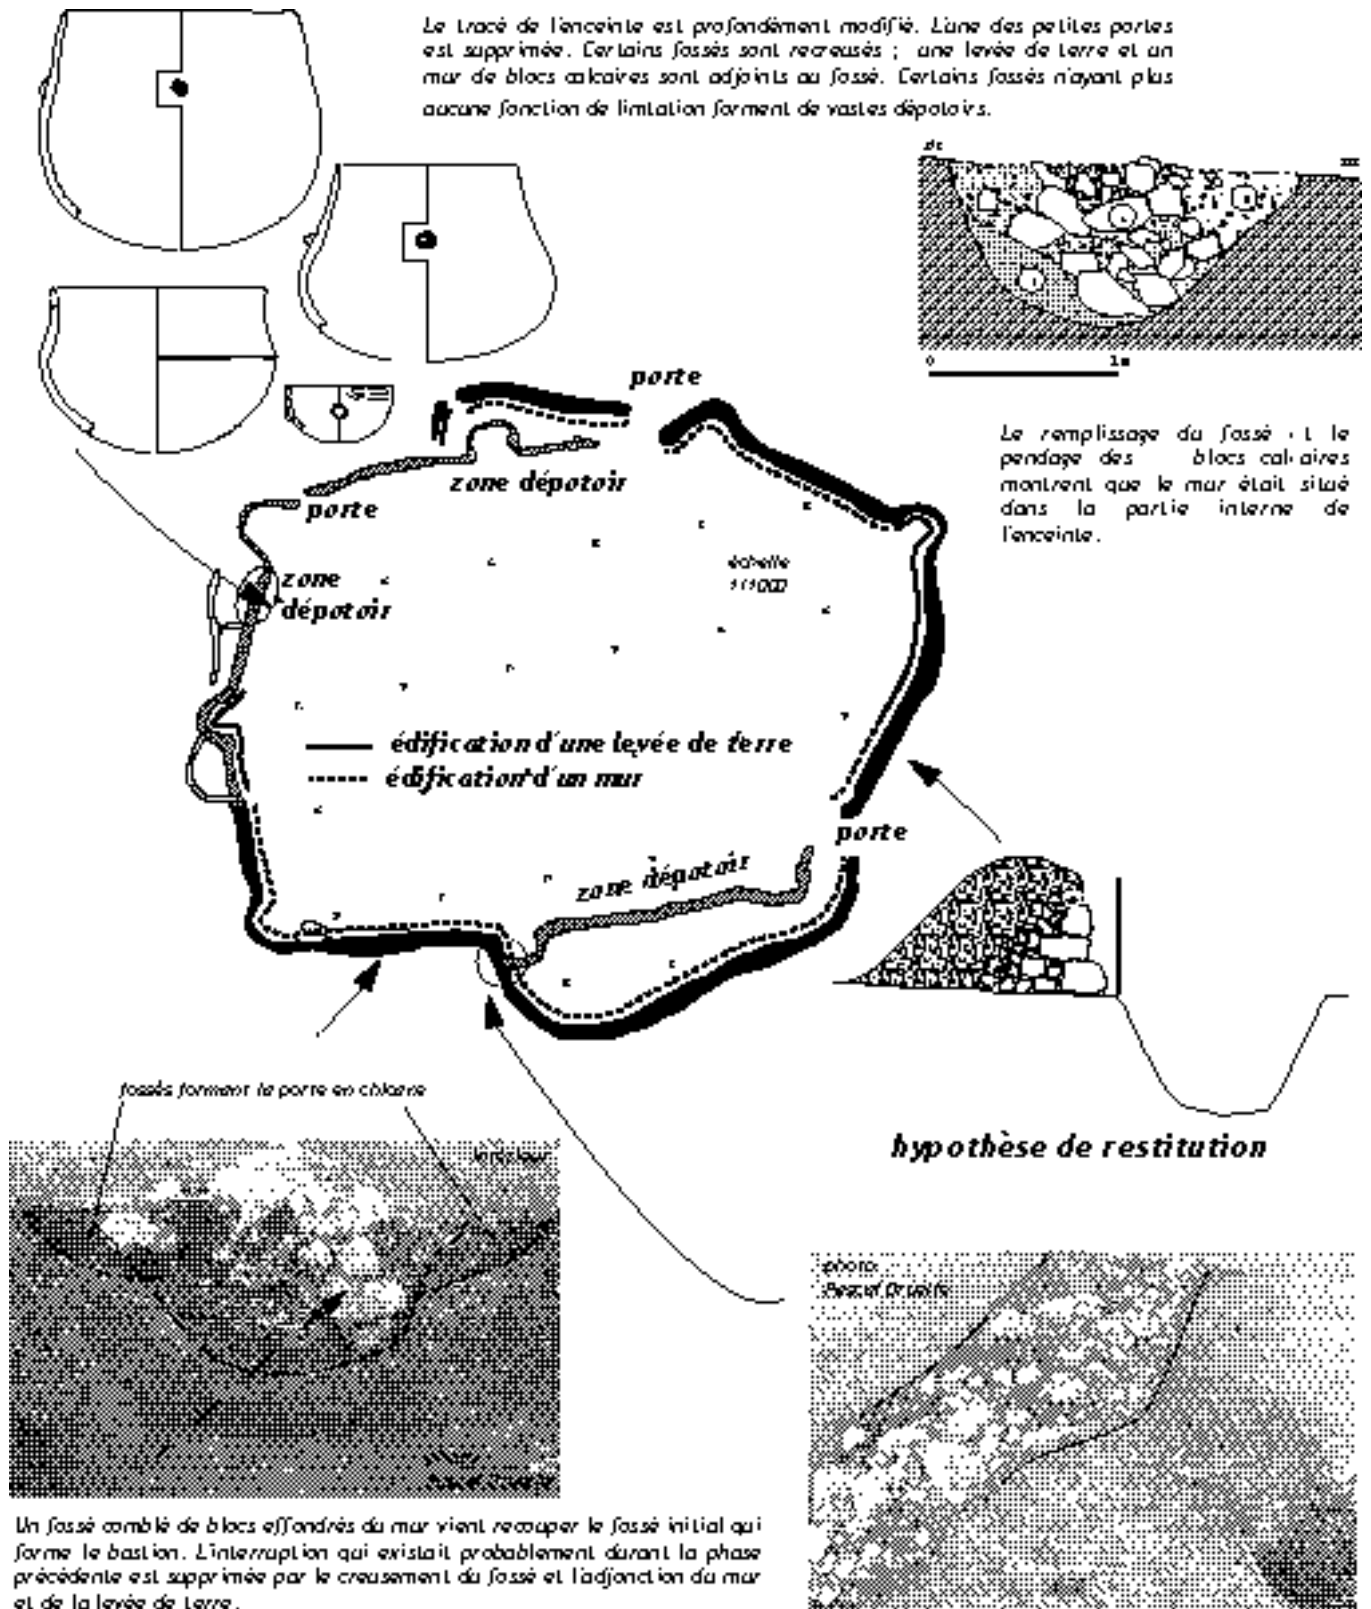 Le tracé de l'enceinte est profondément modifié. L'une des petites portes
est supprimée. Certains fossés sont recreusés ; une levée de terre et un
mur de blocs calcaires sont adjoints au fossé. Certains fossés n'ayant plus
aucune fonction de limtation forment de vastes dépotoirs.
0 1m
porte
Le remplissage du fossé et le
pendage des blocs calcaires
montrent que le mur était situé
dans la partie interne de
l'enceinte.
zone dépotoir
porte
échelle
1/1000
zone
dépotoir
édification d'une levée de terre
édification d'un mur
porte
zone dépotoir
fossés formant la porte en chicane
hypothèse de restitution
intérieur
photo
Un fossé comblé de blocs effondrés du mur vient recouper le fossé initial qui
forme le bastion. L'interruption qui existait probablement durant la phase
précédente est supprimée par le creusement du fossé et l'adjonction du mur
et de la levée de terre.